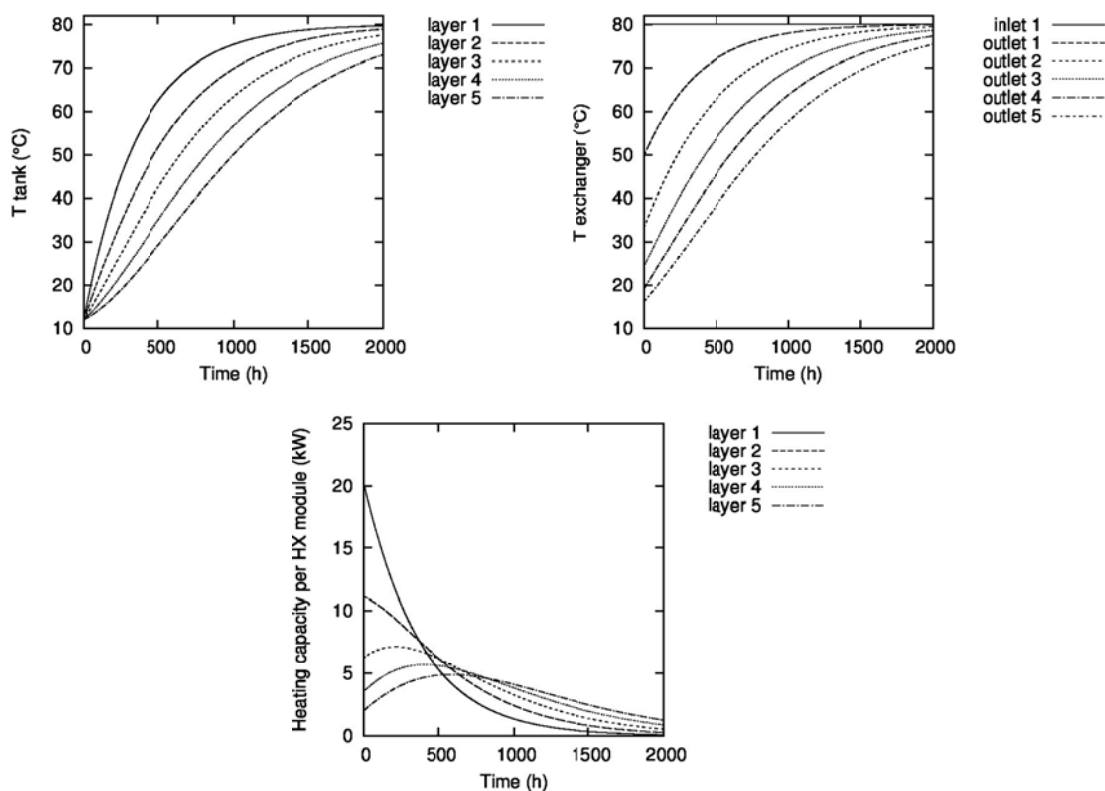 T tank (°C)
80
70
60
50
40
30
20
10
0
500
1000
1500
2000
Time (h)
layer 1
layer 2
layer 3
layer 4
layer 5
T exchanger (°C)
80
70
60
50
40
30
20
10
0
500
1000
1500
2000
Time (h)
inlet 1
outlet 1
outlet 2
outlet 3
outlet 4
outlet 5
Heating capacity per HX module (kW)
25
20
15
10
5
0
0
500
1000
1500
2000
Time (h)
layer 1
layer 2
layer 3
layer 4
layer 5